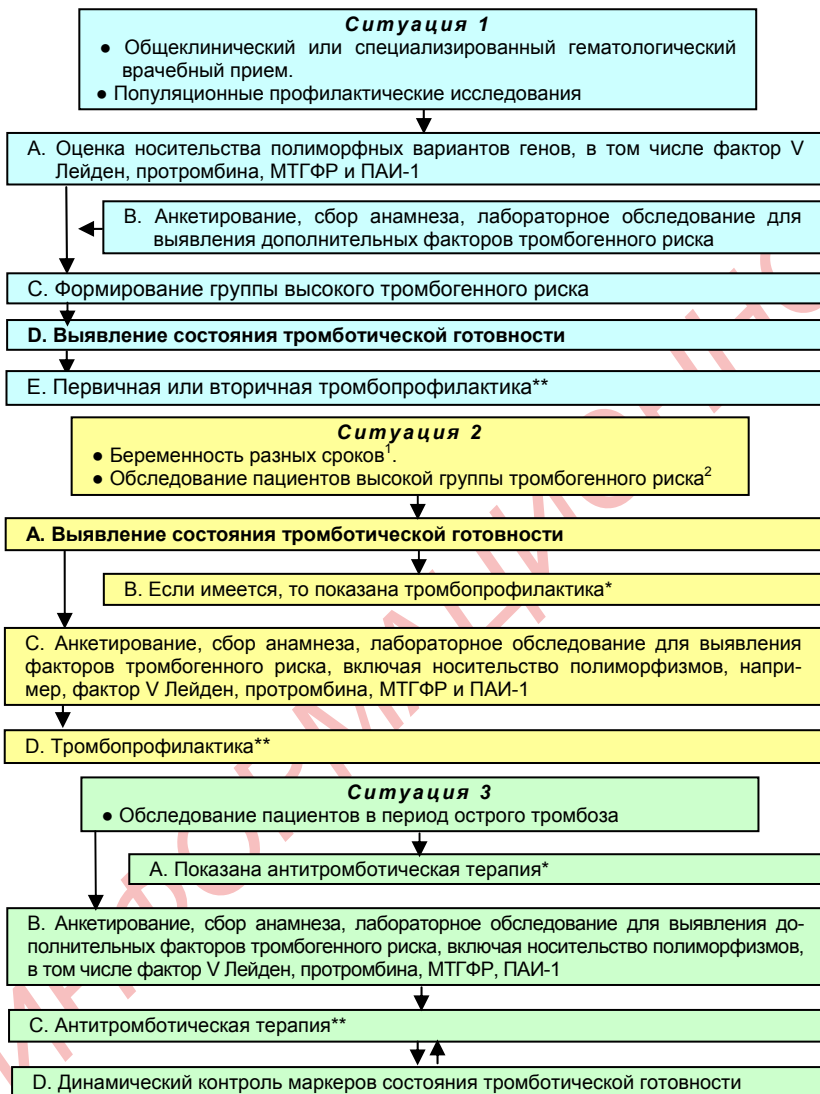 Ситуация 1
● Общеклинический или специализированный гематологический
врачебный прием.
● Популяционные профилактические исследования
A. Оценка носительства полиморфных вариантов генов, в том числе фактор V
Лейден, протромбина, МТГФР и ПАИ-1
B. Анкетирование, сбор анамнеза, лабораторное обследование для
выявления дополнительных факторов тромбогенного риска
C. Формирование группы высокого тромбогенного риска
D. Выявление состояния тромботической готовности
E. Первичная или вторичная тромбопрофилактика**
Ситуация 2
● Беременность разных сроков¹.
● Обследование пациентов высокой группы тромбогенного риска²
A. Выявление состояния тромботической готовности
B. Если имеется, то показана тромбопрофилактика*
C. Анкетирование, сбор анамнеза, лабораторное обследование для выявления
факторов тромбогенного риска, включая носительство полиморфизмов, напри-
мер, фактор V Лейден, протромбина, МТГФР и ПАИ-1
D. Тромбопрофилактика**
Ситуация 3
● Обследование пациентов в период острого тромбоза
A. Показана антитромботическая терапия*
B. Анкетирование, сбор анамнеза, лабораторное обследование для выявления до-
полнительных факторов тромбогенного риска, включая носительство полиморфизмов,
в том числе фактор V Лейден, протромбина, МТГФР, ПАИ-1
C. Антитромботическая терапия**
D. Динамический контроль маркеров состояния тромботической готовности